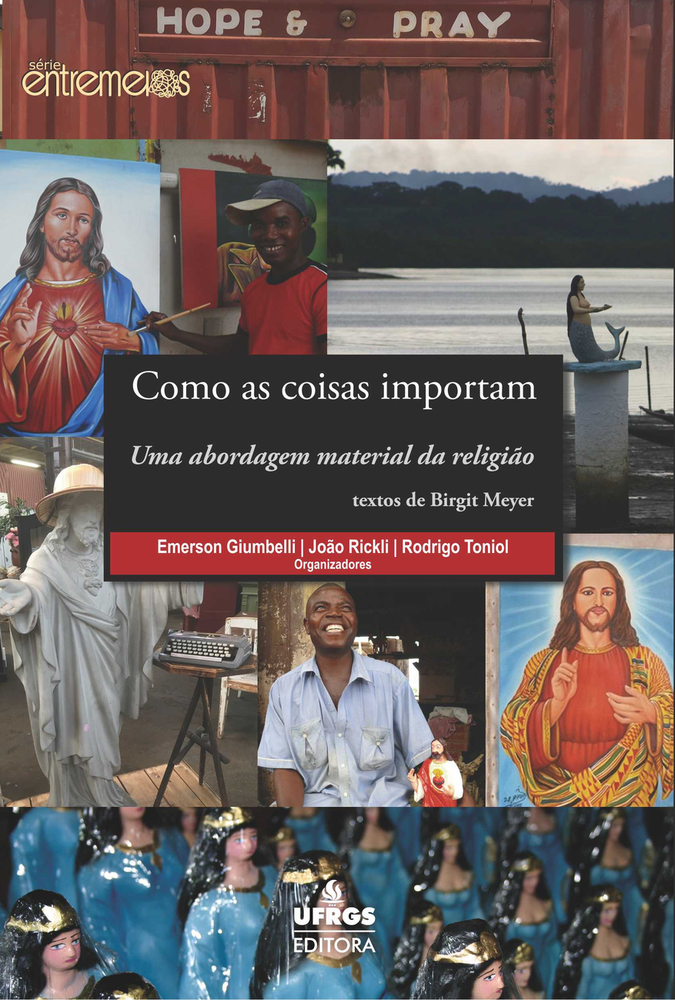 HOPE & PRAY
série
entremeios
Como as coisas importam
Uma abordagem material da religião
textos de Birgit Meyer
Emerson Giumbelli | João Rickli | Rodrigo Toniol
Organizadores
UFRGS
EDITORA